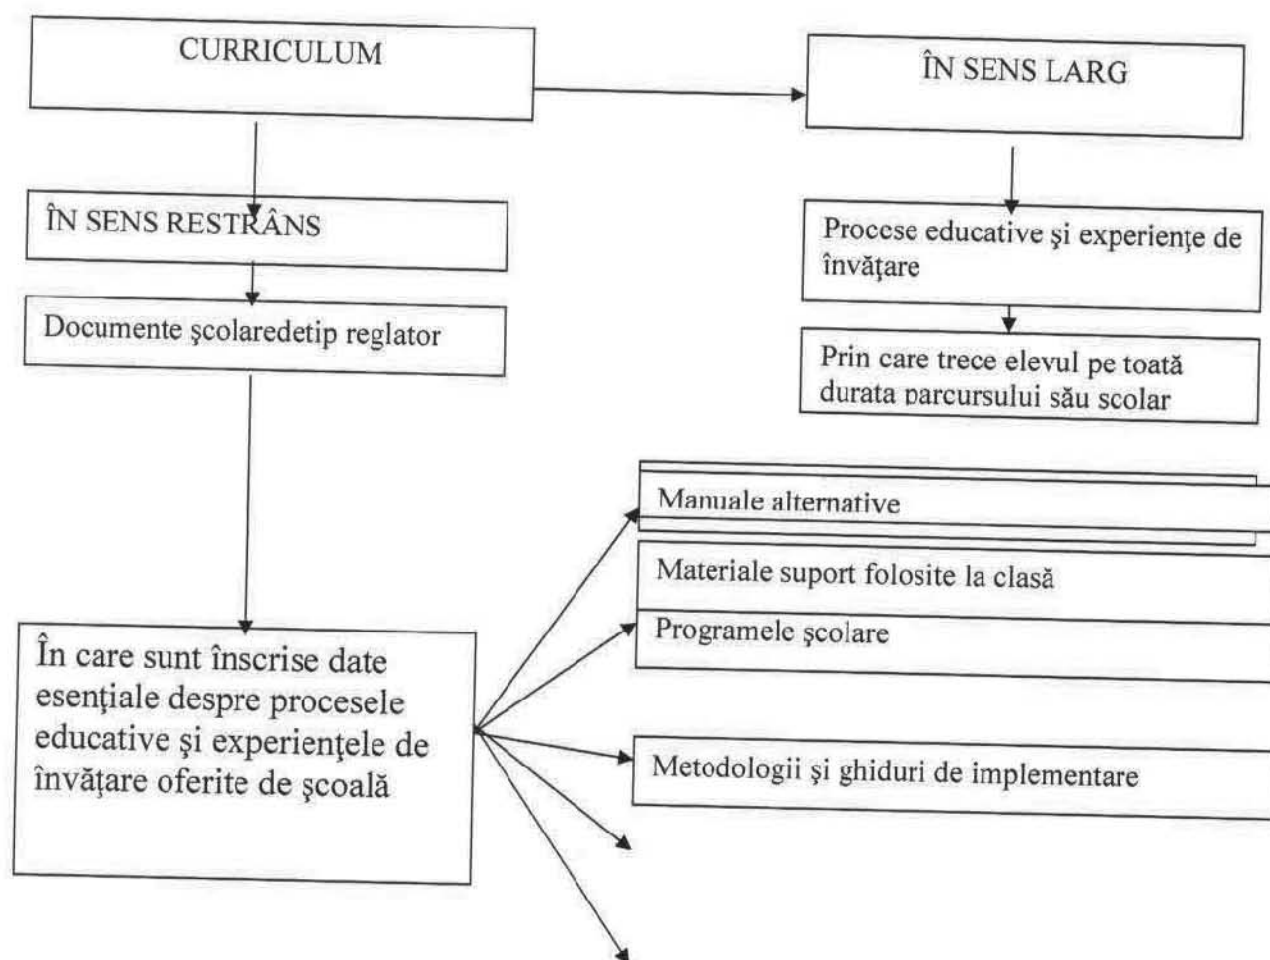 CURRICULUM
ÎN SENS LARG
ÎN SENS RESTRÂNS
Procese educative şi experienţe de
învăţare
Documente şcolaredetip reglator
Prin care trece elevul pe toată
durata parcursului său școlar
Manuale alternative
Materiale suport folosite la clasă
Programele şcolare
În care sunt înscrise date
esenţiale despre procesele
educative şi experienţele de
învăţare oferite de şcoală
Metodologii şi ghiduri de implementare